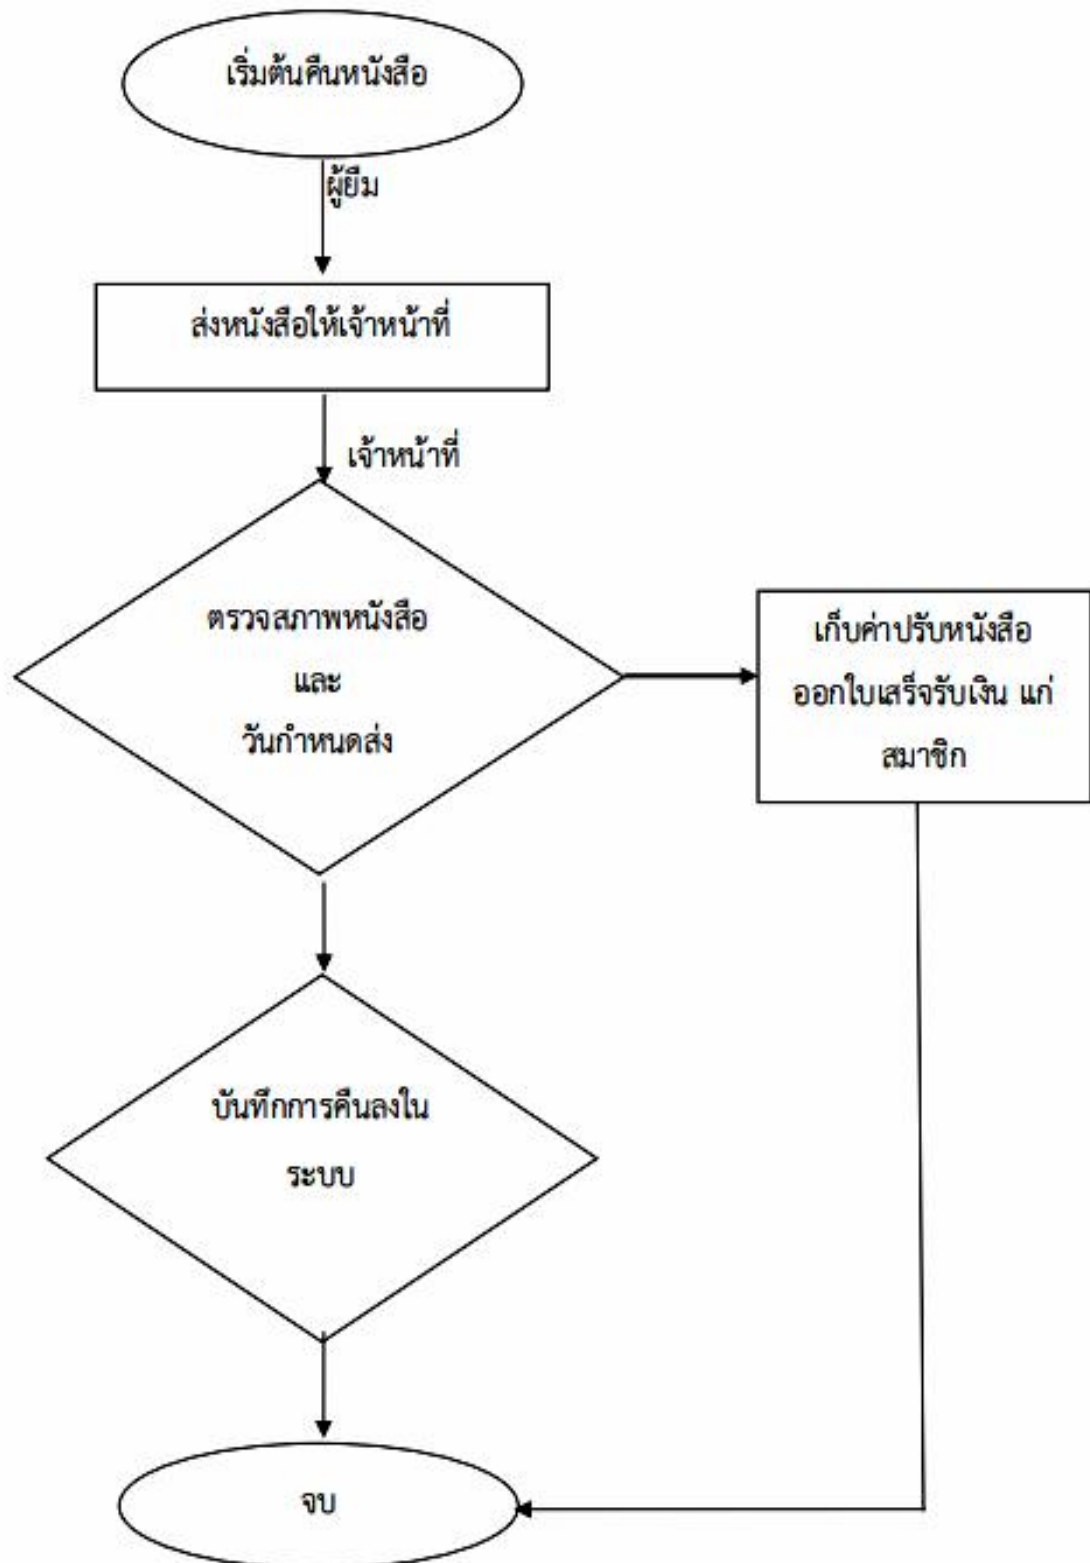 เริ่มต้นคืนหนังสือ
ผู้ยืม
ส่งหนังสือให้เจ้าหน้าที่
เจ้าหน้าที่
ตรวจสภาพหนังสือ
และ
วันกำหนดส่ง
เก็บค่าปรับหนังสือ
ออกใบเสร็จรับเงิน แก่
สมาชิก
บันทึกการคืนลงใน
ระบบ
จบ